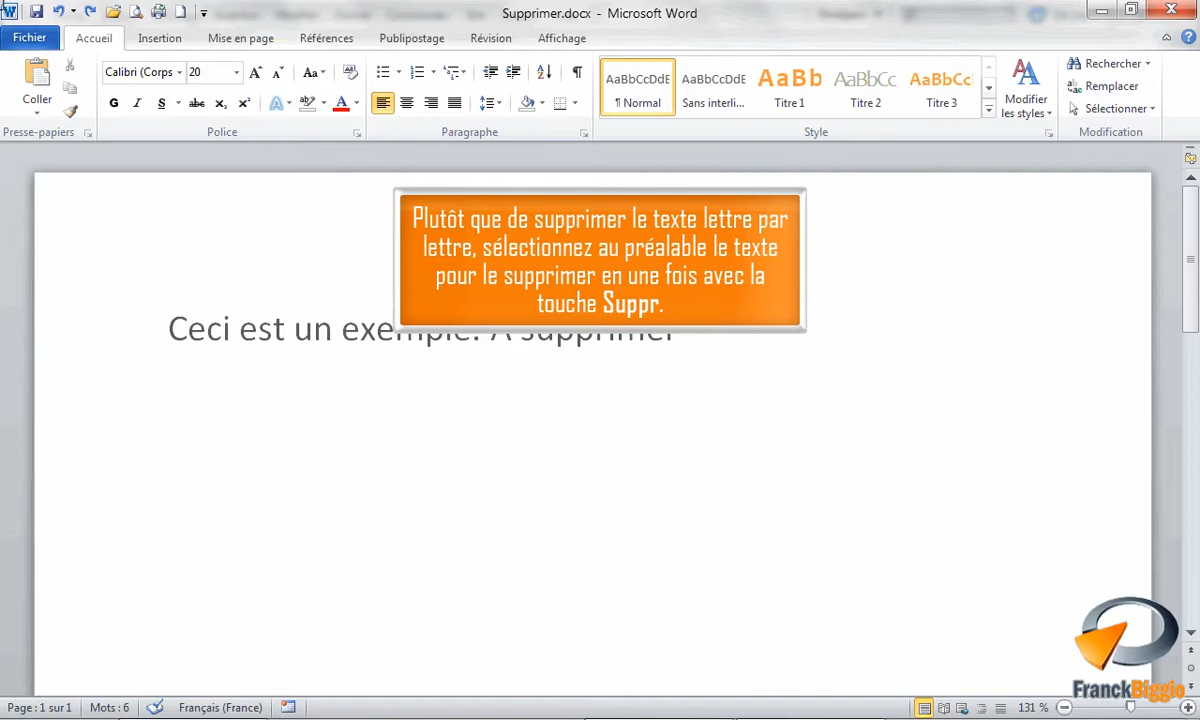 Supprimer.docx - Microsoft Word
Fichier Accueil Insertion Mise en page Références Publipostage Révision Affichage
Coller
Calibri (Corps 20
G I S abc x₂ x²
Aa
AaBbCcDdE AaBbCcDdE AaBb AaBbCc AaBbCc
¶ Normal Sans interli... Titre 1 Titre 2 Titre 3
Modifier les styles
Rechercher
Remplacer
Sélectionner
Presse-papiers Police Paragraphe Style Modification
Plutôt que de supprimer le texte lettre par
lettre, sélectionnez au préalable le texte
pour le supprimer en une fois avec la
touche Suppr.
Ceci est un exemple. A supprimer
FranckBiggio
Page : 1 sur 1 Mots : 6 Français (France) 131 %